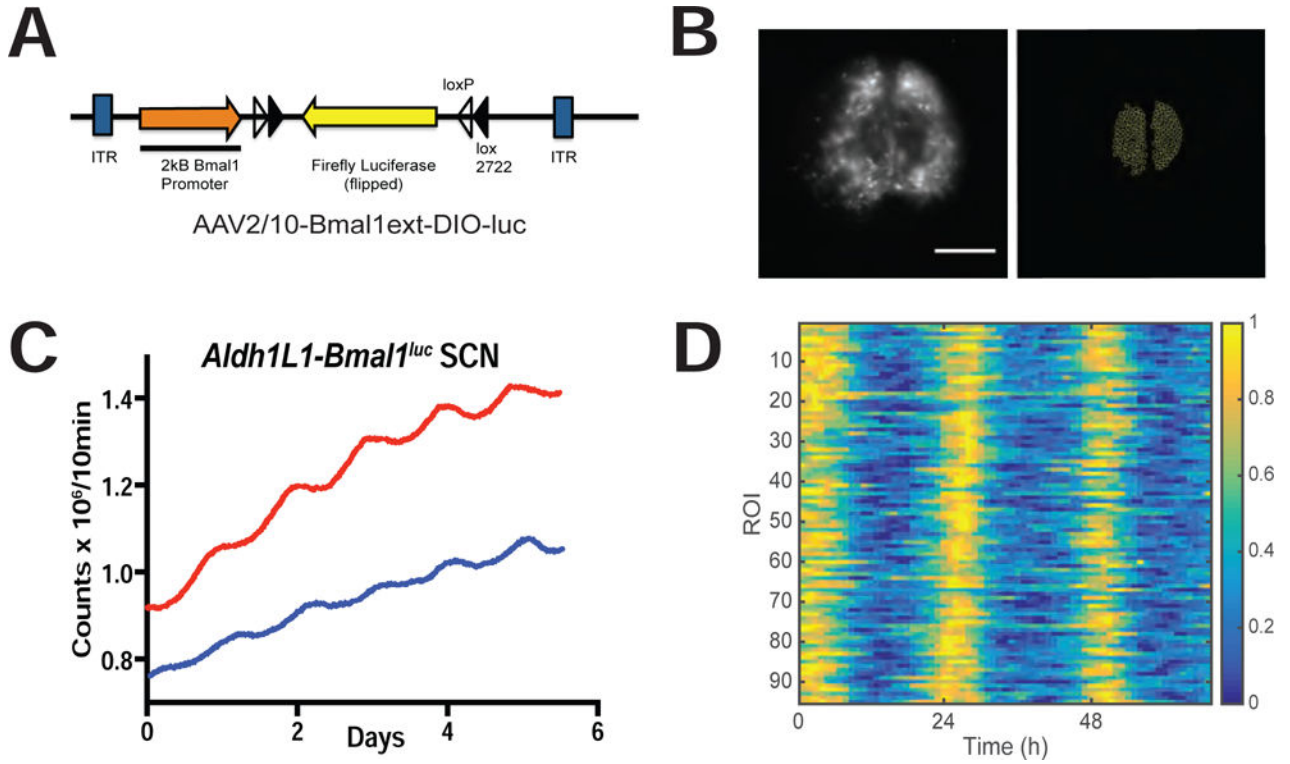 A
loxP
ITR
2kB Bmal1
Promoter
Firefly Luciferase
(flipped)
lox
2722
ITR
AAV2/10-Bmal1ext-DIO-luc
B
C
Aldh1L1-Bmal1luc SCN
Counts x 10⁶/10min
1.4
1.2
1.0
0.8
0
2
4
6
Days
D
ROI
10
20
30
40
50
60
70
80
90
0
24
48
Time (h)
1
0.8
0.6
0.4
0.2
0